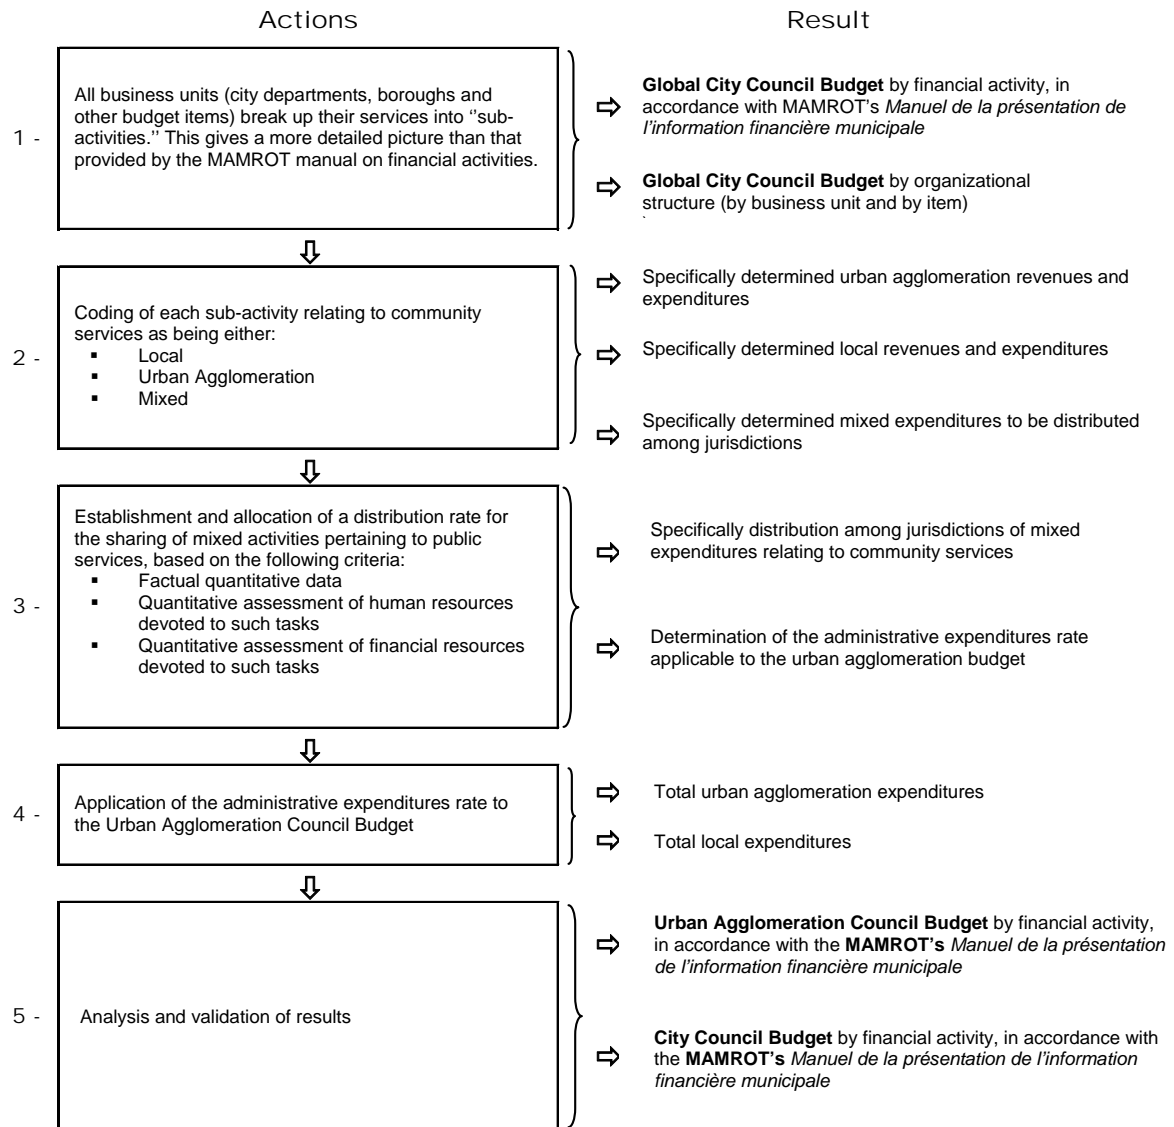 Actions
Result
1 -
All business units (city departments, boroughs and
other budget items) break up their services into ‘‘sub-
activities.’’ This gives a more detailed picture than that
provided by the MAMROT manual on financial activities.
Global City Council Budget by financial activity, in
accordance with MAMROT’s Manuel de la présentation de
l’information financière municipale
Global City Council Budget by organizational
structure (by business unit and by item)
2 -
Coding of each sub-activity relating to community
services as being either:
▪ Local
▪ Urban Agglomeration
▪ Mixed
Specifically determined urban agglomeration revenues and
expenditures
Specifically determined local revenues and expenditures
Specifically determined mixed expenditures to be distributed
among jurisdictions
3 -
Establishment and allocation of a distribution rate for
the sharing of mixed activities pertaining to public
services, based on the following criteria:
▪ Factual quantitative data
▪ Quantitative assessment of human resources
devoted to such tasks
▪ Quantitative assessment of financial resources
devoted to such tasks
Specifically distribution among jurisdictions of mixed
expenditures relating to community services
Determination of the administrative expenditures rate
applicable to the urban agglomeration budget
4 -
Application of the administrative expenditures rate to
the Urban Agglomeration Council Budget
Total urban agglomeration expenditures
Total local expenditures
5 -
Analysis and validation of results
Urban Agglomeration Council Budget by financial activity,
in accordance with the MAMROT’s Manuel de la présentation
de l’information financière municipale
City Council Budget by financial activity, in accordance with
the MAMROT’s Manuel de la présentation de l’information
financière municipale